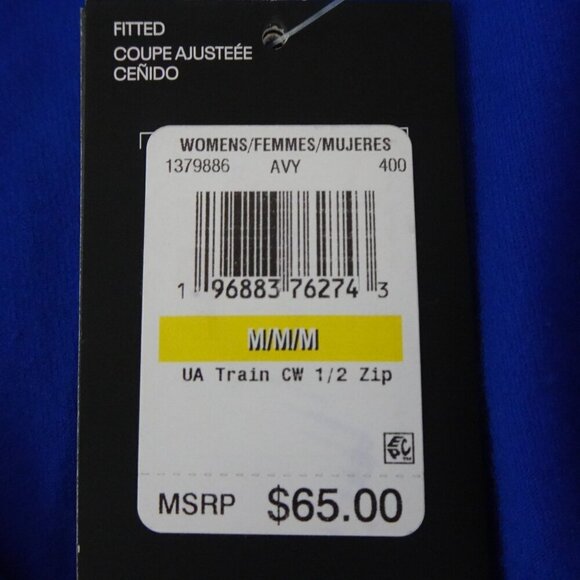 FITTED
COUPE AJUSTEÉE
CEÑIDO
WOMENS/FEMMES/MUJERES
1379886 AVY 400
1 96883 76274 3
M/M/M
UA Train CW 1/2 Zip
EPC
MSRP $65.00